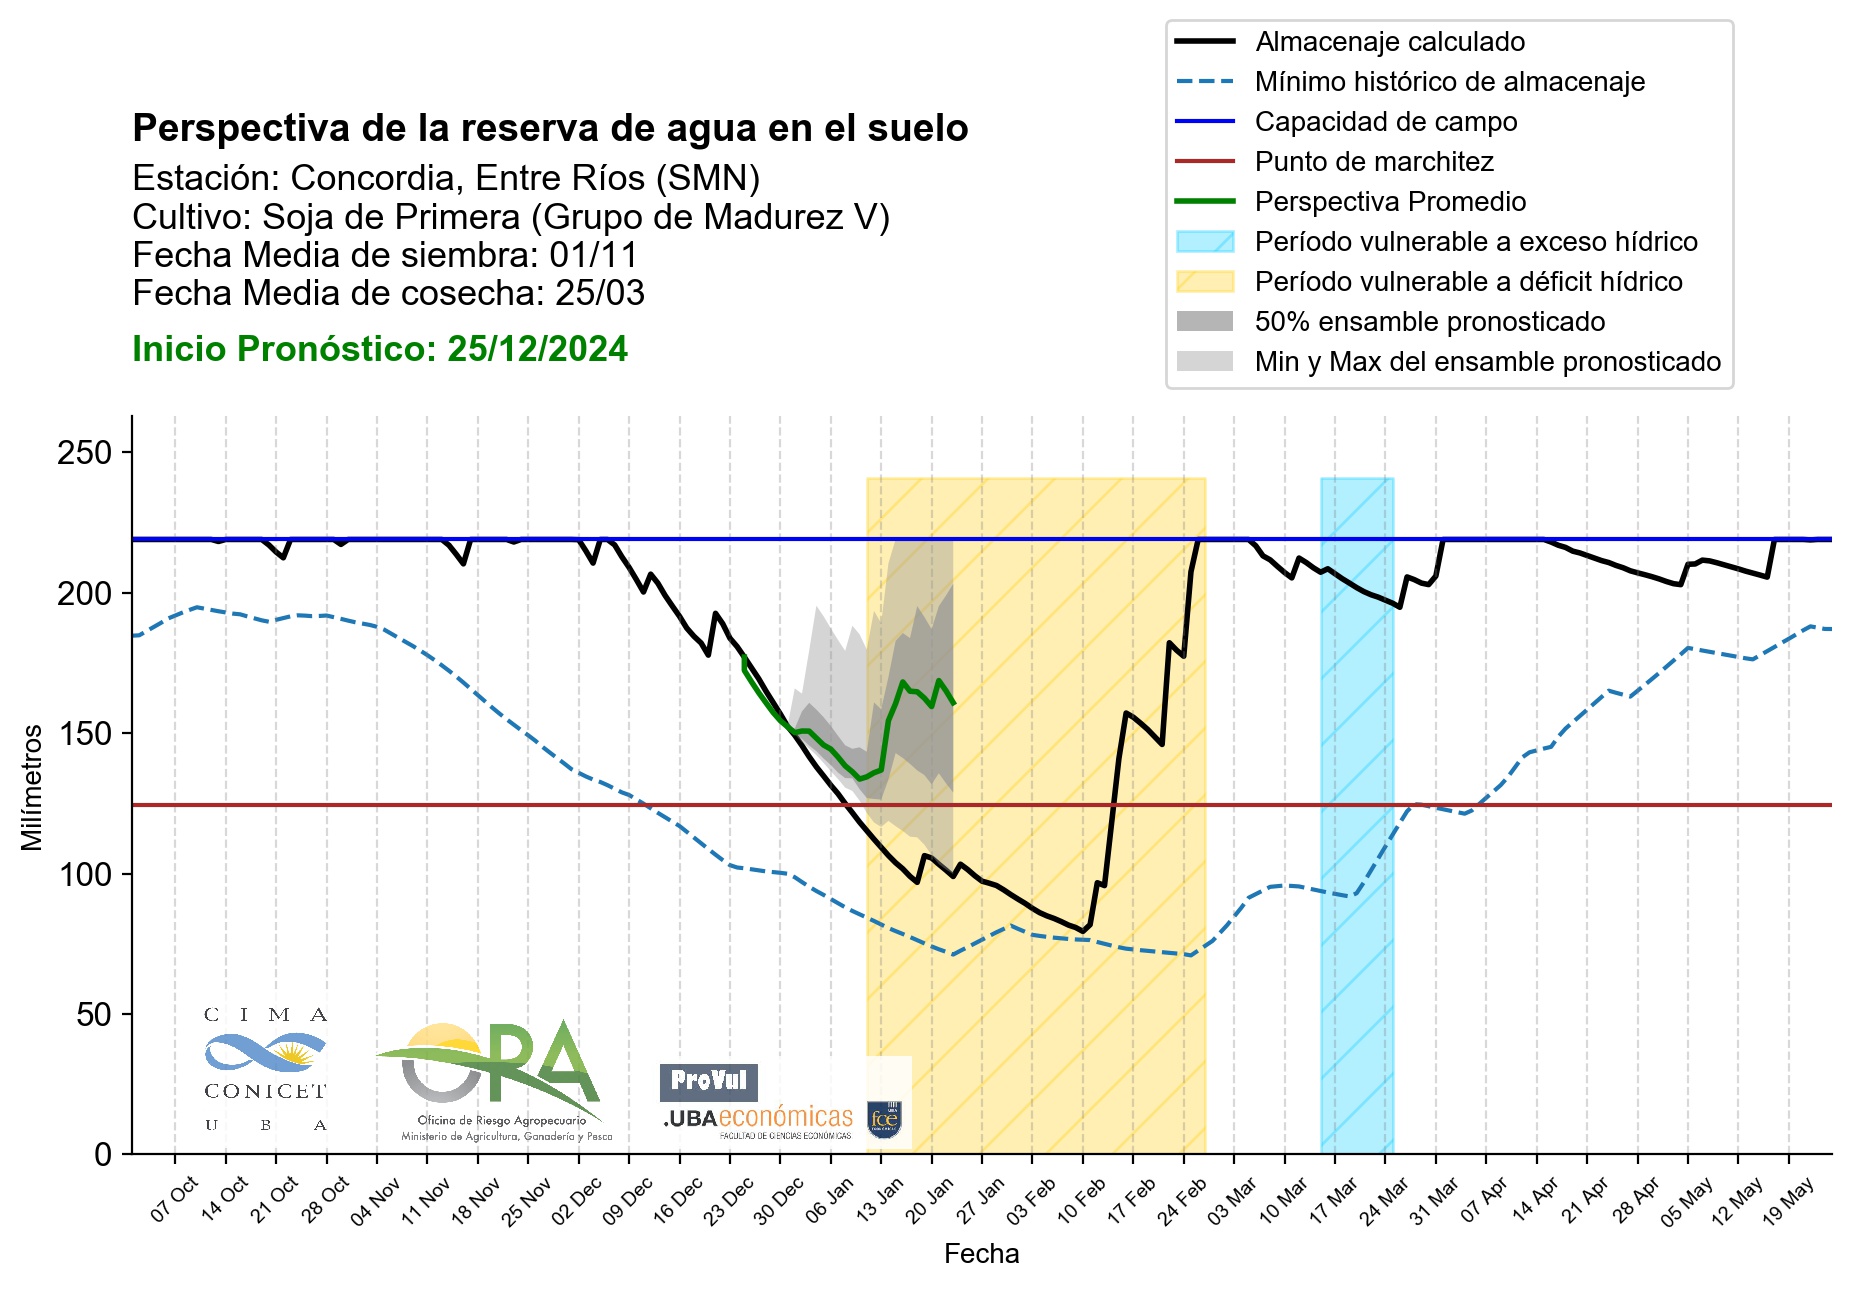 Almacenaje calculado
Mínimo histórico de almacenaje
Capacidad de campo
Punto de marchitez
Perspectiva Promedio
Período vulnerable a exceso hídrico
Período vulnerable a déficit hídrico
50% ensamble pronosticado
Min y Max del ensamble pronosticado
Perspectiva de la reserva de agua en el suelo
Estación: Concordia, Entre Ríos (SMN)
Cultivo: Soja de Primera (Grupo de Madurez V)
Fecha Media de siembra: 01/11
Fecha Media de cosecha: 25/03
Inicio Pronóstico: 25/12/2024
Milímetros
250
200
150
100
50
0
CIMA
CONICET
UBA
OPA
Oficina de Riesgo Agropecuario
Ministerio de Agricultura, Ganadería y Pesca
ProVul
.UBAeconómicas
FACULTAD DE CIENCIAS ECONÓMICAS
UBA
fce
07 Oct 14 Oct 21 Oct 28 Oct 04 Nov 11 Nov 18 Nov 25 Nov 02 Dec 09 Dec 16 Dec 23 Dec 30 Dec 06 Jan 13 Jan 20 Jan 27 Jan 03 Feb 10 Feb 17 Feb 24 Feb 03 Mar 10 Mar 17 Mar 24 Mar 31 Mar 07 Apr 14 Apr 21 Apr 28 Apr 05 May 12 May 19 May
Fecha